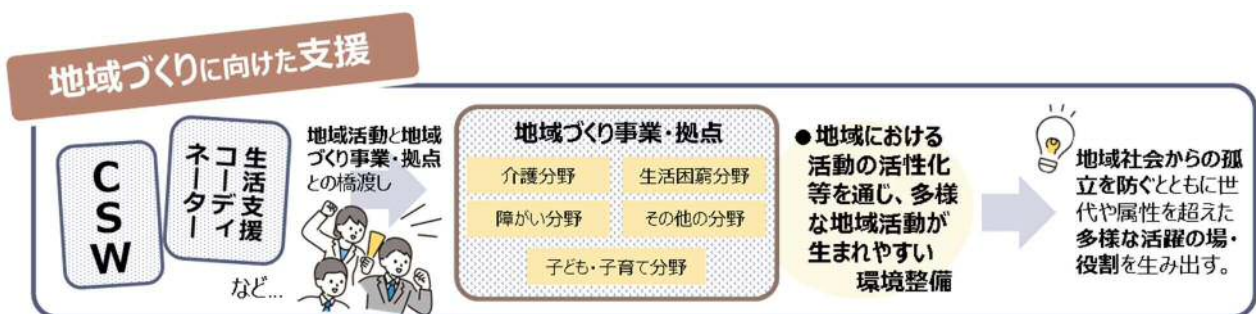 地域づくりに向けた支援
CSW
生活支援
コーディ
ネーター
など...
地域活動と地域
づくり事業・拠点
との橋渡し
地域づくり事業・拠点
介護分野
生活困窮分野
障がい分野
その他の分野
子ども・子育て分野
●地域における
活動の活性化
等を通じ、多様
な地域活動が
生まれやすい
環境整備
地域社会からの孤
立を防ぐとともに世
代や属性を超えた
多様な活躍の場・
役割を生み出す。